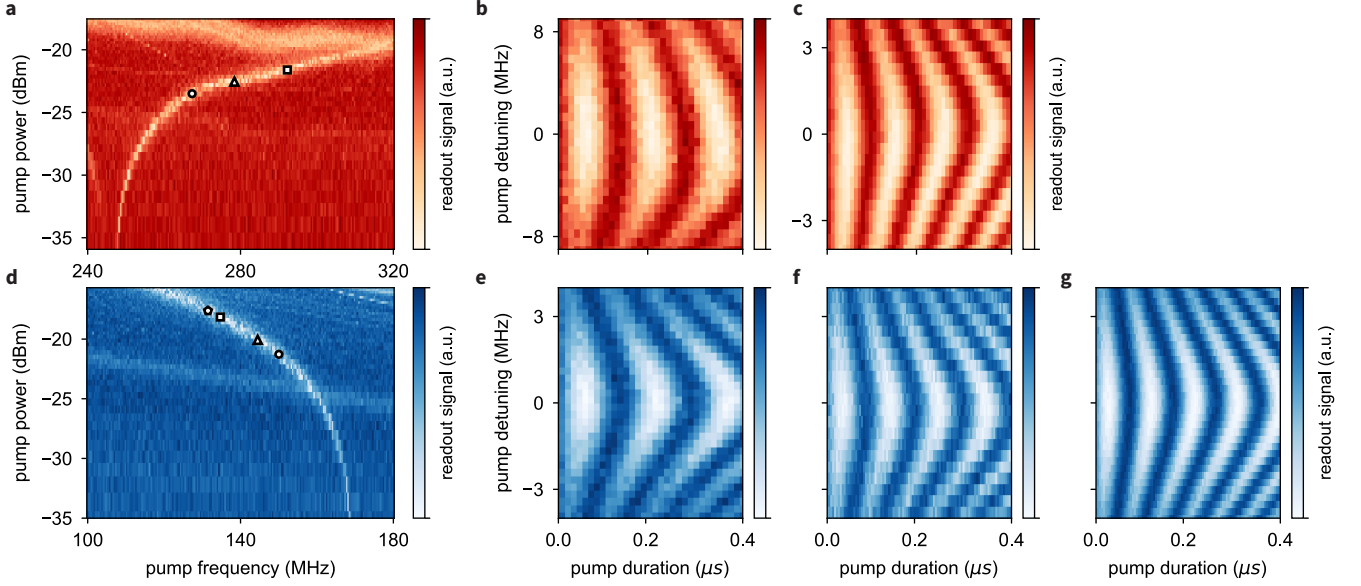 a
pump power (dBm)
−20
−25
−30
−35
240
280
320
readout signal (a.u.)
b
pump detuning (MHz)
8
0
−8
c
3
0
−3
readout signal (a.u.)
d
pump power (dBm)
−20
−25
−30
−35
100
140
180
pump frequency (MHz)
readout signal (a.u.)
e
pump detuning (MHz)
3
0
−3
0.0
0.2
0.4
pump duration (μs)
f
0.0
0.2
0.4
pump duration (μs)
g
0.0
0.2
0.4
pump duration (μs)
readout signal (a.u.)